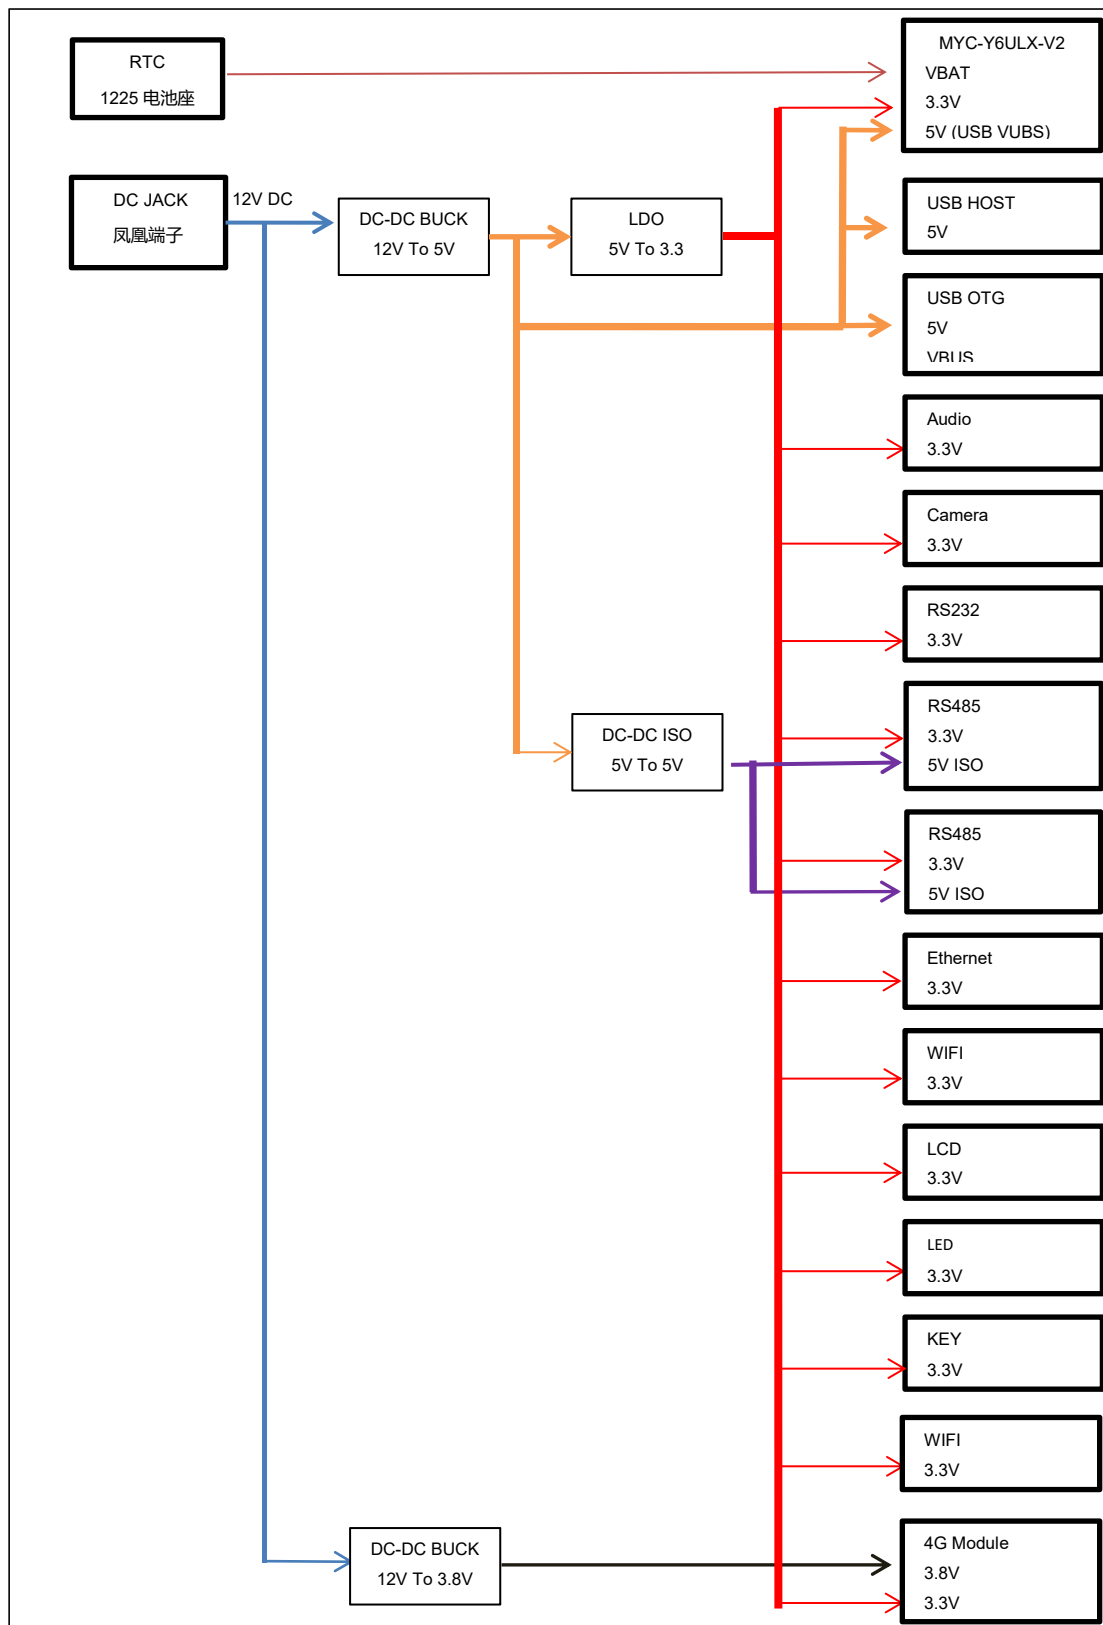 RTC
1225 电池座
MYC-Y6ULX-V2
VBAT
3.3V
5V (USB VUBS)
DC JACK
凤凰端子
12V DC
DC-DC BUCK
12V To 5V
LDO
5V To 3.3
USB HOST
5V
USB OTG
5V
VBUS
Audio
3.3V
Camera
3.3V
RS232
3.3V
DC-DC ISO
5V To 5V
RS485
3.3V
5V ISO
RS485
3.3V
5V ISO
Ethernet
3.3V
WIFI
3.3V
LCD
3.3V
LED
3.3V
KEY
3.3V
WIFI
3.3V
DC-DC BUCK
12V To 3.8V
4G Module
3.8V
3.3V